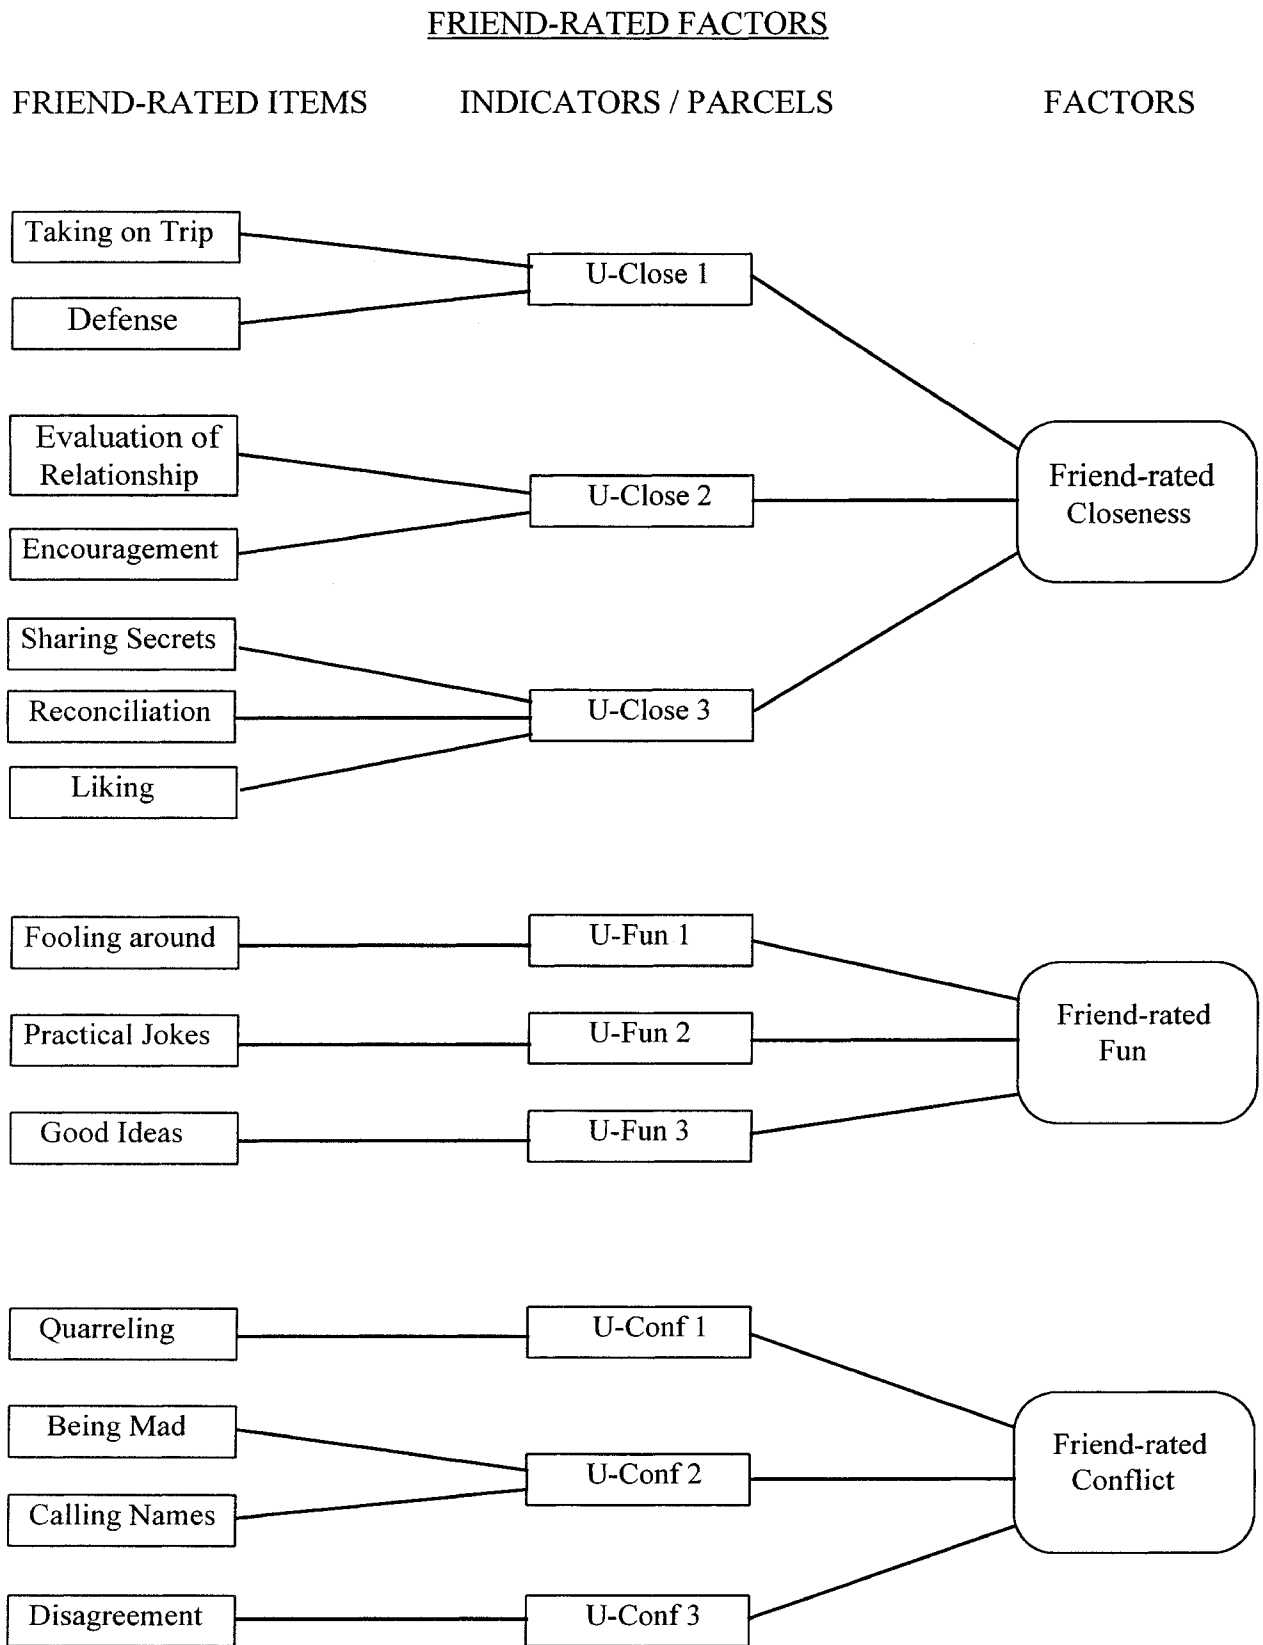 FRIEND-RATED FACTORS
FRIEND-RATED ITEMS
INDICATORS / PARCELS
FACTORS
Taking on Trip
Defense
U-Close 1
Evaluation of
Relationship
Encouragement
U-Close 2
Sharing Secrets
Reconciliation
Liking
U-Close 3
Friend-rated
Closeness
Fooling around
U-Fun 1
Practical Jokes
U-Fun 2
Good Ideas
U-Fun 3
Friend-rated
Fun
Quarreling
U-Conf 1
Being Mad
Calling Names
U-Conf 2
Disagreement
U-Conf 3
Friend-rated
Conflict